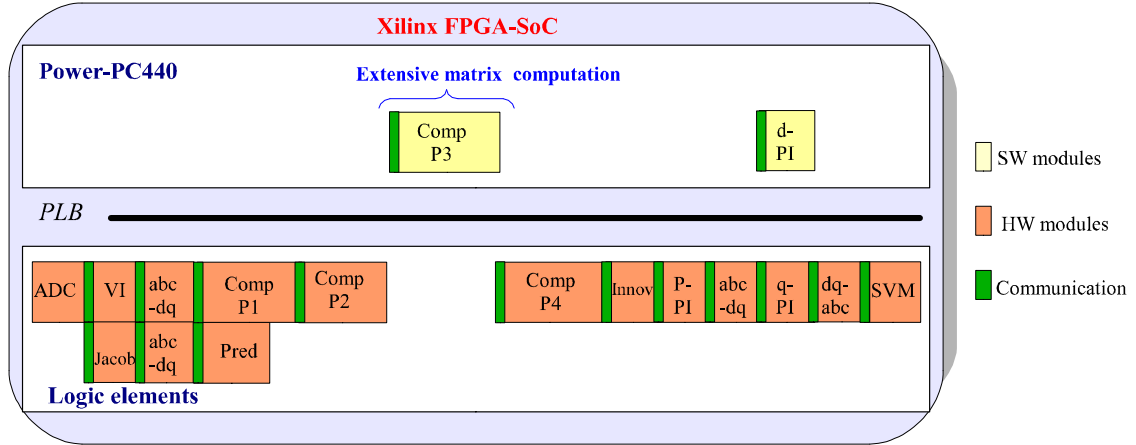 Xilinx FPGA-SoC
Power-PC440
Extensive matrix computation
Comp
P3
d-
PI
SW modules
PLB
HW modules
ADC
VI
abc
-dq
Comp
P1
Comp
P2
Comp
P4
Innov
P-
PI
abc
-dq
q-
PI
dq-
abc
SVM
Communication
Jacob
abc
-dq
Pred
Logic elements